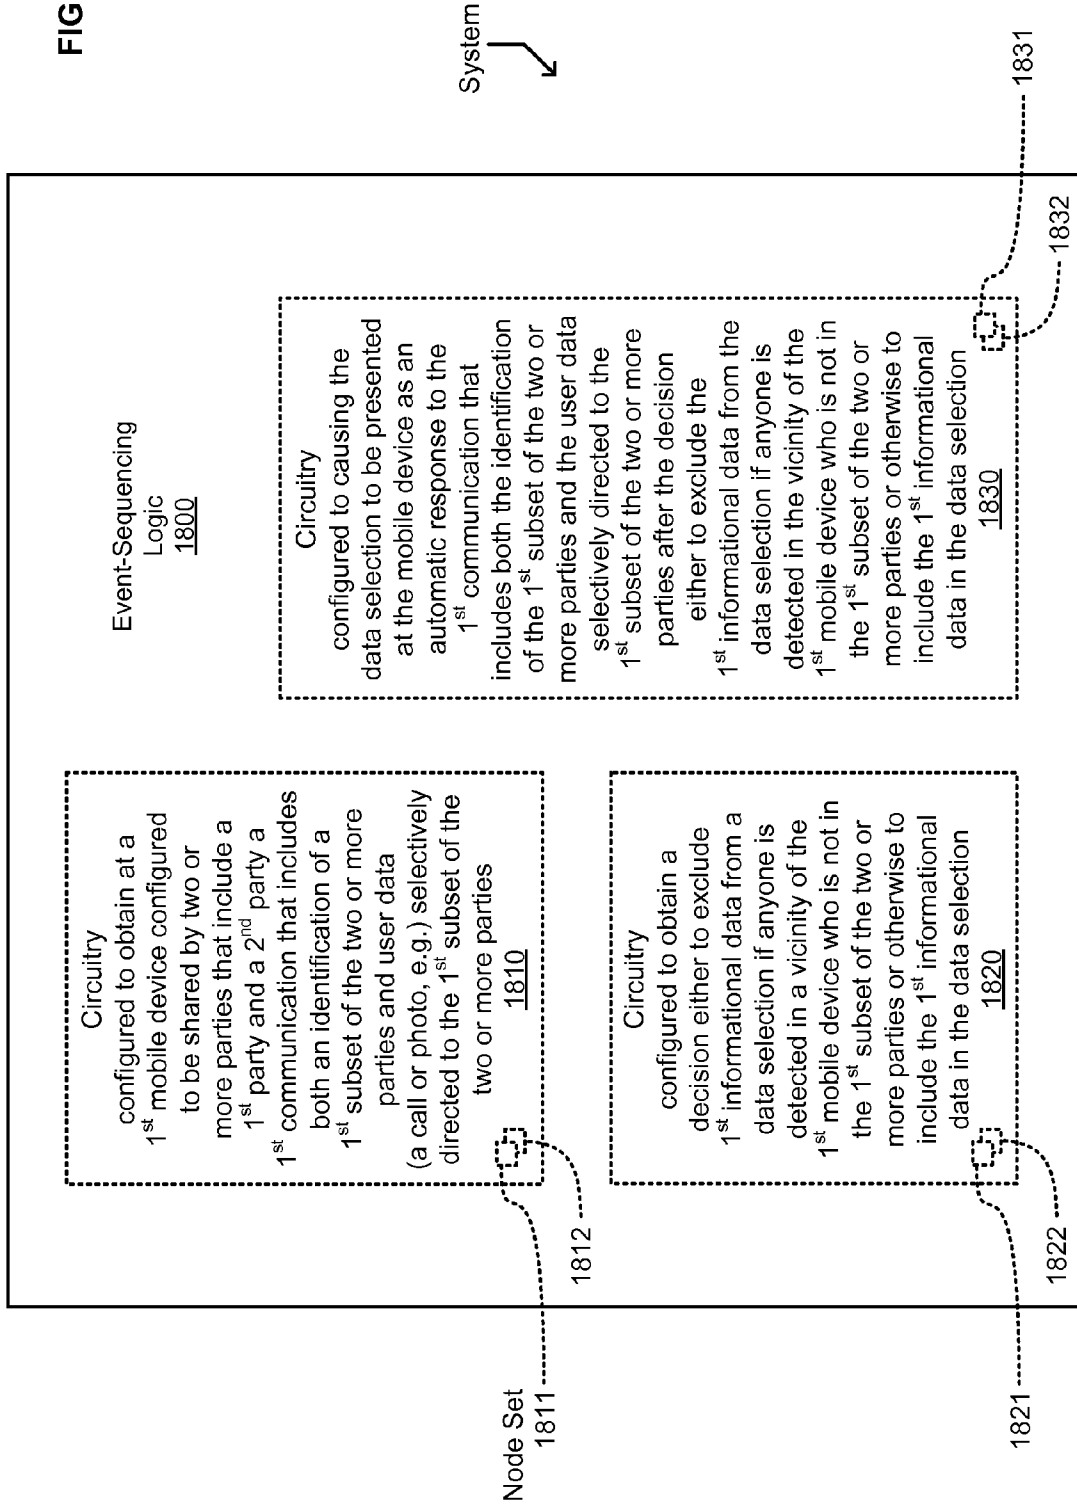 FIG
System
Event-Sequencing
Logic
1800
Circuitry
configured to obtain at a
1st mobile device configured
to be shared by two or
more parties that include a
1st party and a 2nd party a
1st communication that includes
both an identification of a
1st subset of the two or more
parties and user data
(a call or photo, e.g.) selectively
directed to the 1st subset of the
two or more parties
1810
Node Set
1811
1812
Circuitry
configured to obtain a
decision either to exclude
1st informational data from a
data selection if anyone is
detected in a vicinity of the
1st mobile device who is not in
the 1st subset of the two or
more parties or otherwise to
include the 1st informational
data in the data selection
1820
1821
1822
Circuitry
configured to causing the
data selection to be presented
at the mobile device as an
automatic response to the
1st communication that
includes both the identification
of the 1st subset of the two or
more parties and the user data
selectively directed to the
1st subset of the two or more
parties after the decision
either to exclude the
1st informational data from the
data selection if anyone is
detected in the vicinity of the
1st mobile device who is not in
the 1st subset of the two or
more parties or otherwise to
include the 1st informational
data in the data selection
1830
1831
1832